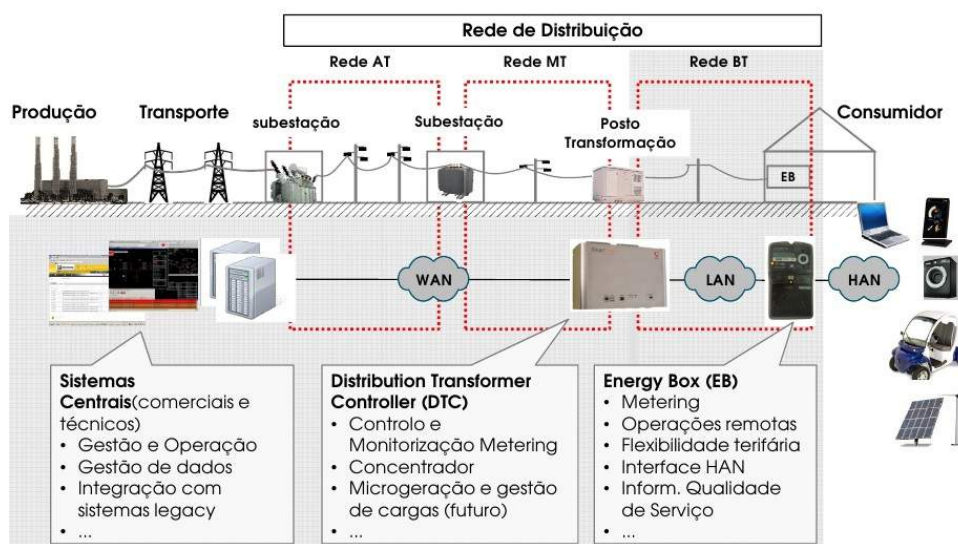 Rede de Distribuição
Rede AT
Rede MT
Rede BT
Produção
Transporte
subestação
Subestação
Posto
Transformação
Consumidor
EB
WAN
LAN
HAN
Sistemas
Centrais(comerciais e
técnicos)
• Gestão e Operação
• Gestão de dados
• Integração com
sistemas legacy
• ...
Distribution Transformer
Controller (DTC)
• Controlo e
Monitorização Metering
• Concentrador
• Microgeração e gestão
de cargas (futuro)
• ...
Energy Box (EB)
• Metering
• Operações remotas
• Flexibilidade terifária
• Interface HAN
• Inform. Qualidade
de Serviço
• ...